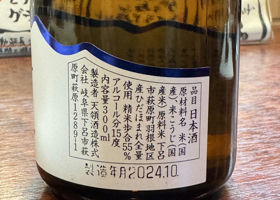 品目 日本酒
原材料名 米(国
産)、米こうじ(国
産米) 原料米 下呂
市萩原町羽根地区
産ひだほまれ全量
使用 精米歩合55%
アルコール分15度
内容量300ml
製造者 天領酒造株式
会社 岐阜県下呂市萩
原町萩原1289-1
製造年月2024.10.